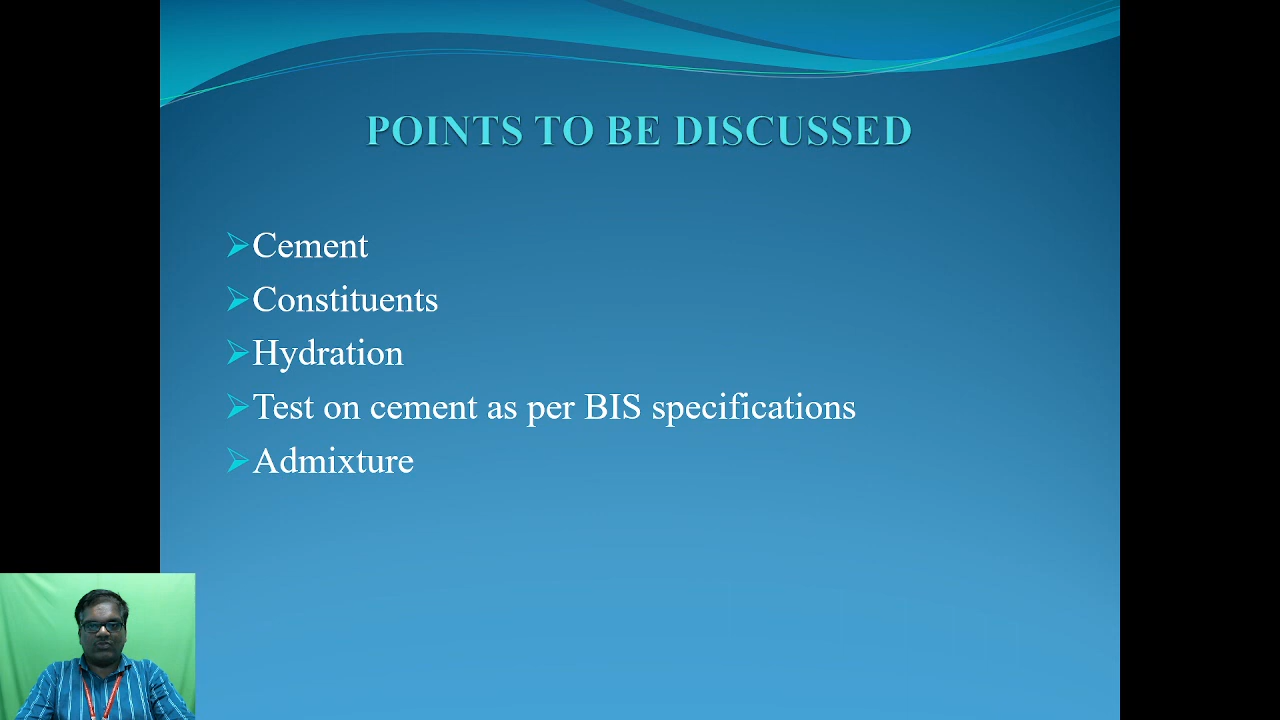 POINTS TO BE DISCUSSED
Cement
Constituents
Hydration
Test on cement as per BIS specifications
Admixture